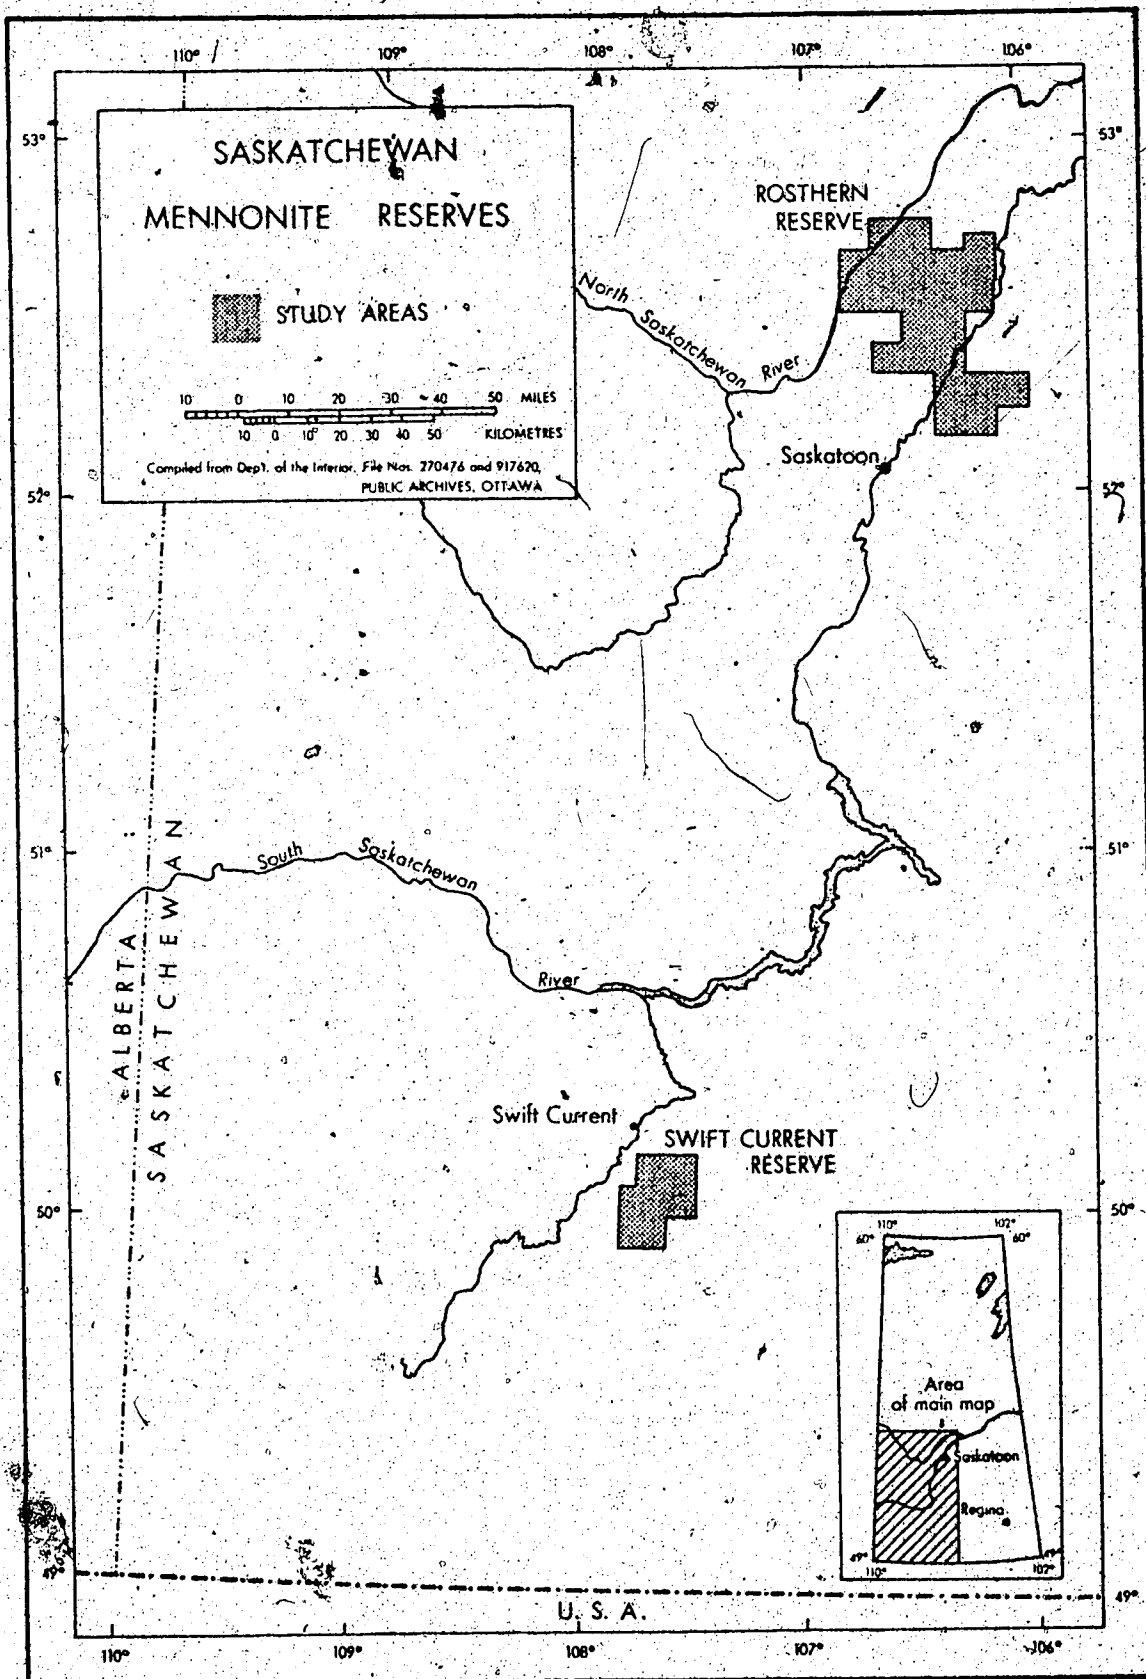 110° 109° 108° 107° 106°
53° 53°
SASKATCHEWAN
MENNONITE RESERVES
STUDY AREAS
10 0 10 20 30 40 50 MILES
10 0 10 20 30 40 50 KILOMETRES
Compiled from Dept. of the Interior, File Nos. 270476 and 917620,
PUBLIC ARCHIVES, OTTAWA
ROSTHERN
RESERVE
North Saskatchewan River
Saskatoon
52° 52°
51° 51°
South Saskatchewan River
ALBERTA
SASKATCHEWAN
Swift Current
SWIFT CURRENT
RESERVE
50° 50°
110° 102°
60° 60°
Area
of main map
Saskatoon
Regina
49° 49°
110° 102°
49° 49°
U. S. A.
110° 109° 108° 107° 106°